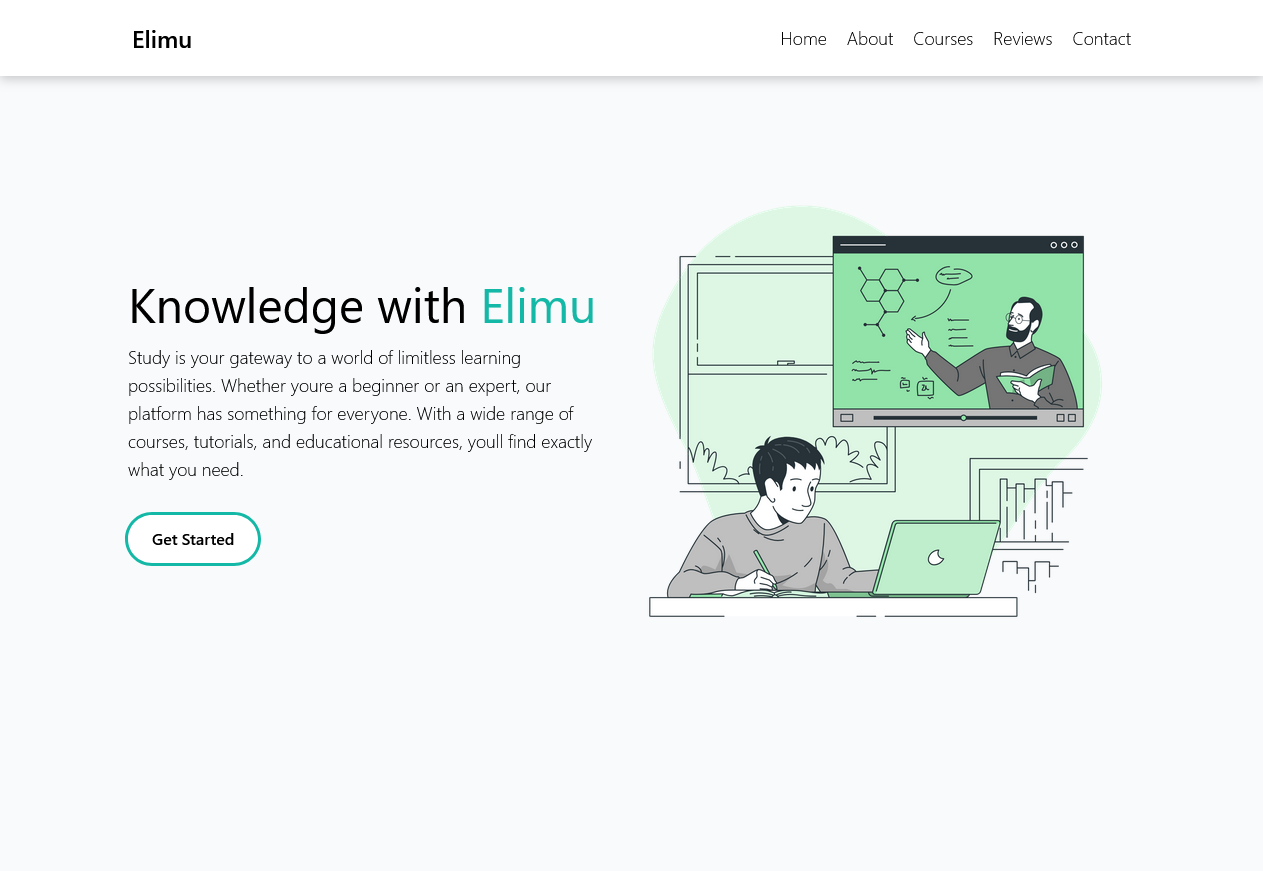 Elimu
Home About Courses Reviews Contact
Knowledge with Elimu
Study is your gateway to a world of limitless learning
possibilities. Whether youre a beginner or an expert, our
platform has something for everyone. With a wide range of
courses, tutorials, and educational resources, youll find exactly
what you need.
Get Started